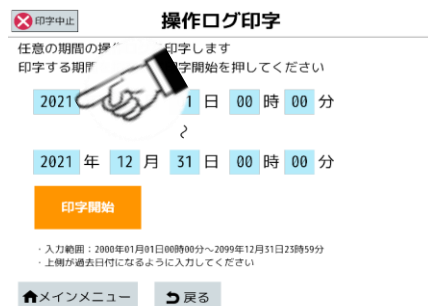 印字中止
操作ログ印字
任意の期間の操 印字します
印字する期間 字開始を押してください
2021 1 日 00 時 00 分
～
2021 年 12 月 31 日 00 時 00 分
印字開始
・入力範囲：2000年01月01日00時00分～2099年12月31日23時59分
・上側が過去日付になるように入力してください
メインメニュー 戻る